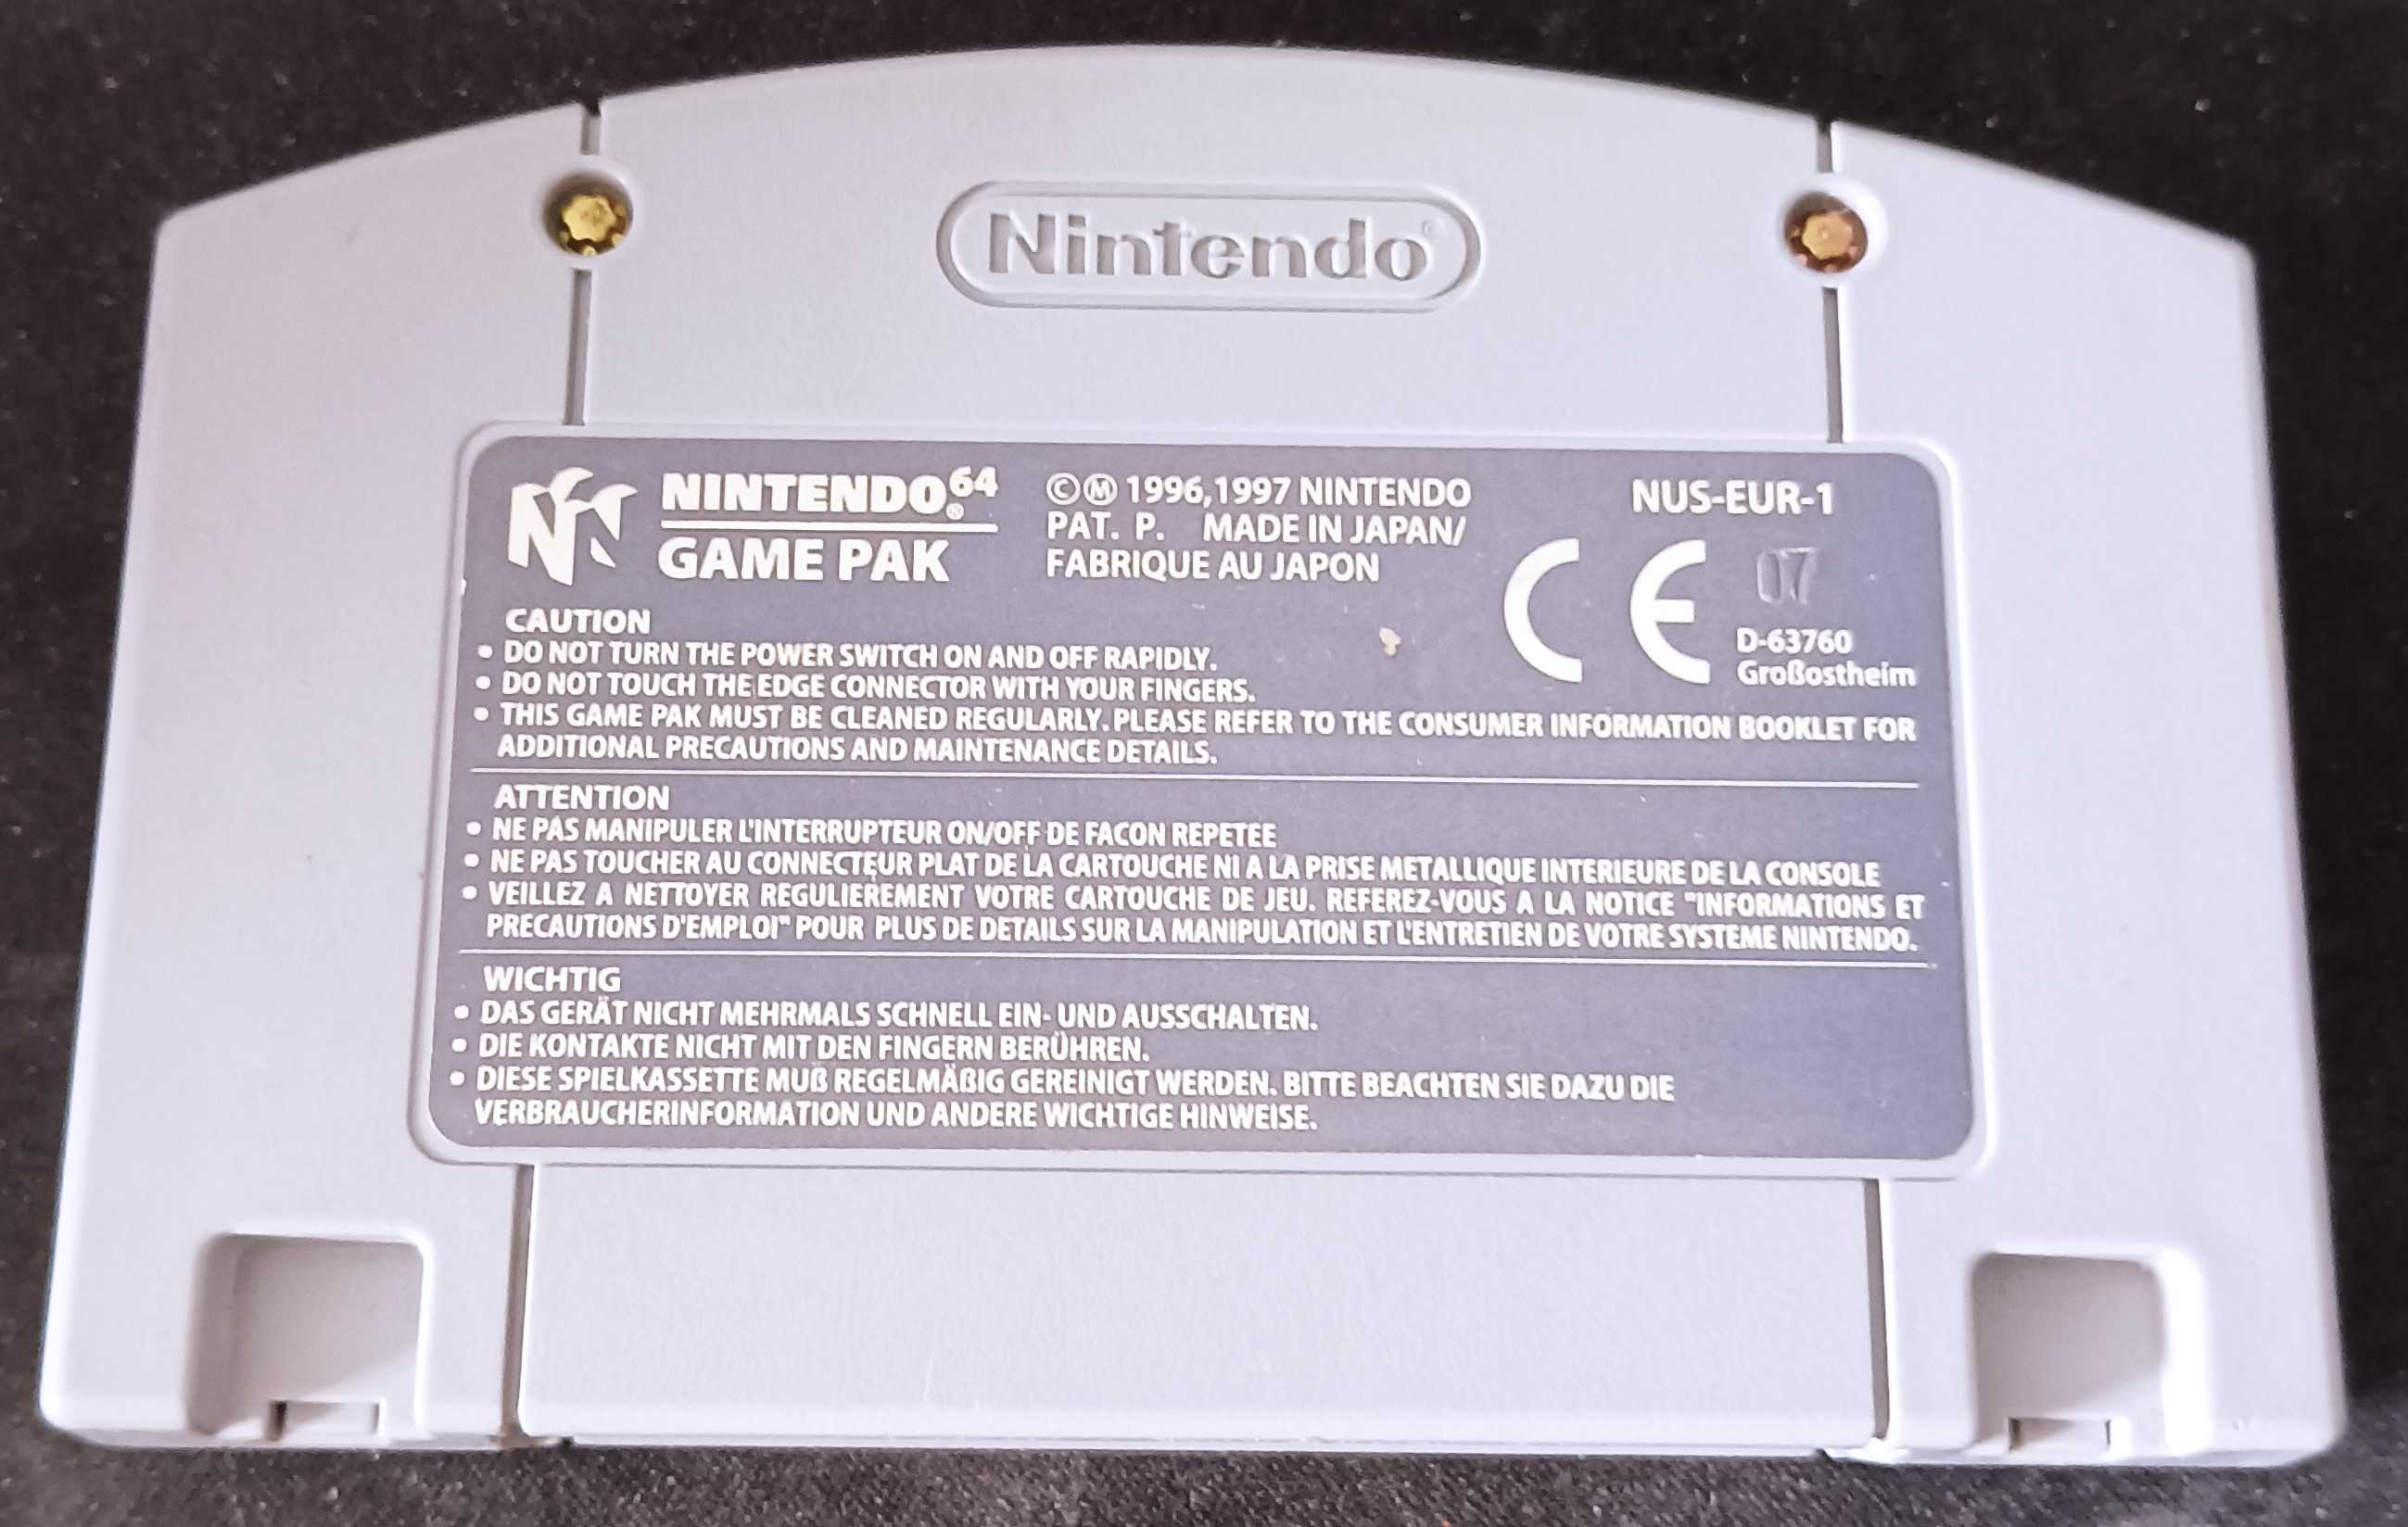 Nintendo®
NINTENDO®64
GAME PAK
©Ⓜ 1996,1997 NINTENDO
PAT. P. MADE IN JAPAN/
FABRIQUE AU JAPON
NUS-EUR-1
CE
07
D-63760
Großostheim
CAUTION
• DO NOT TURN THE POWER SWITCH ON AND OFF RAPIDLY.
• DO NOT TOUCH THE EDGE CONNECTOR WITH YOUR FINGERS.
• THIS GAME PAK MUST BE CLEANED REGULARLY. PLEASE REFER TO THE CONSUMER INFORMATION BOOKLET FOR
ADDITIONAL PRECAUTIONS AND MAINTENANCE DETAILS.
ATTENTION
• NE PAS MANIPULER L'INTERRUPTEUR ON/OFF DE FACON REPETEE
• NE PAS TOUCHER AU CONNECTEUR PLAT DE LA CARTOUCHE NI A LA PRISE METALLIQUE INTERIEURE DE LA CONSOLE
• VEILLEZ A NETTOYER REGULIEREMENT VOTRE CARTOUCHE DE JEU. REFEREZ-VOUS A LA NOTICE "INFORMATIONS ET
PRECAUTIONS D'EMPLOI" POUR PLUS DE DETAILS SUR LA MANIPULATION ET L'ENTRETIEN DE VOTRE SYSTEME NINTENDO.
WICHTIG
• DAS GERÄT NICHT MEHRMALS SCHNELL EIN- UND AUSSCHALTEN.
• DIE KONTAKTE NICHT MIT DEN FINGERN BERÜHREN.
• DIESE SPIELKASSETTE MUß REGELMÄßIG GEREINIGT WERDEN. BITTE BEACHTEN SIE DAZU DIE
VERBRAUCHERINFORMATION UND ANDERE WICHTIGE HINWEISE.